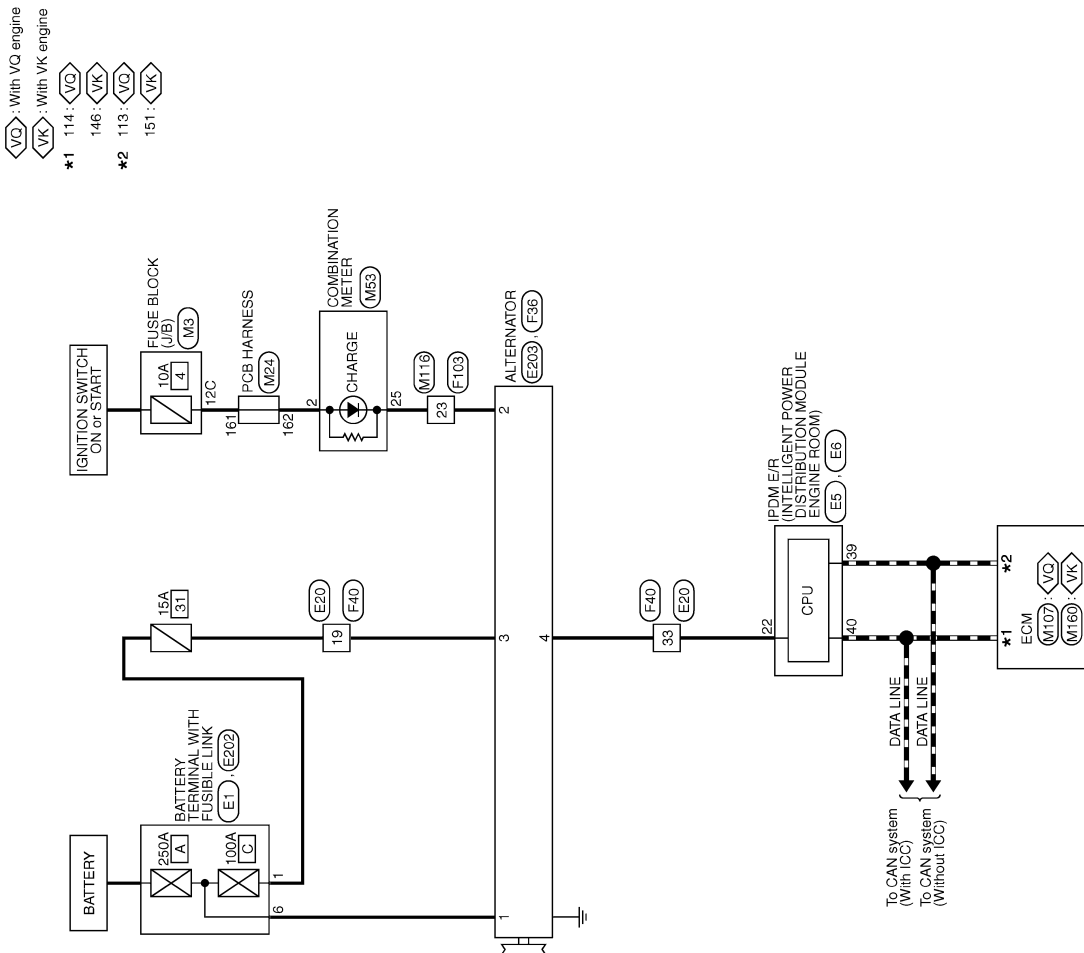 VQ : With VQ engine
VK : With VK engine
*1 114 : VQ
146 : VK
*2 113 : VQ
151 : VK
BATTERY
250A
A
100A
C
BATTERY
TERMINAL WITH
FUSIBLE LINK
E1 , E202
6
1
15A
31
IGNITION SWITCH
ON or START
10A
4
FUSE BLOCK
(J/B)
M3
12C
161
PCB HARNESS
M24
162
2
COMBINATION
METER
M53
CHARGE
25
19
E20
F40
23
M116
F103
1
3
2
4
ALTERNATOR
E203 , F36
33
F40
E20
22
CPU
IPDM E/R
(INTELLIGENT POWER
DISTRIBUTION MODULE
ENGINE ROOM)
E5 , E6
40
39
DATA LINE
DATA LINE
To CAN system
(With ICC)
To CAN system
(Without ICC)
*1
*2
ECM
M107 : VQ
M160 : VK